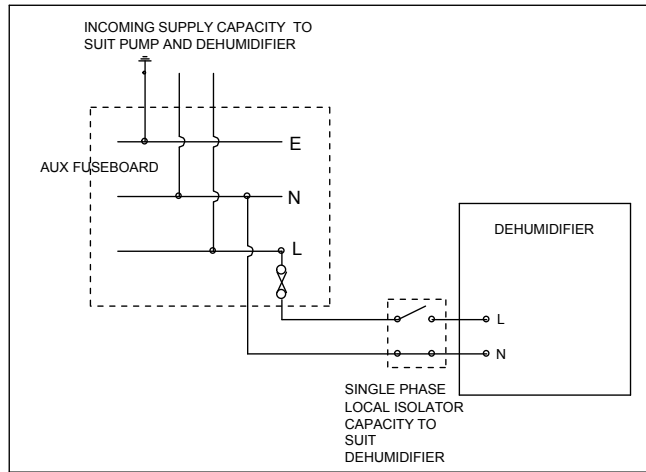 INCOMING SUPPLY CAPACITY TO
SUIT PUMP AND DEHUMIDIFIER
E
AUX FUSEBOARD
N
L
DEHUMIDIFIER
L
N
SINGLE PHASE
LOCAL ISOLATOR
CAPACITY TO
SUIT
DEHUMIDIFIER